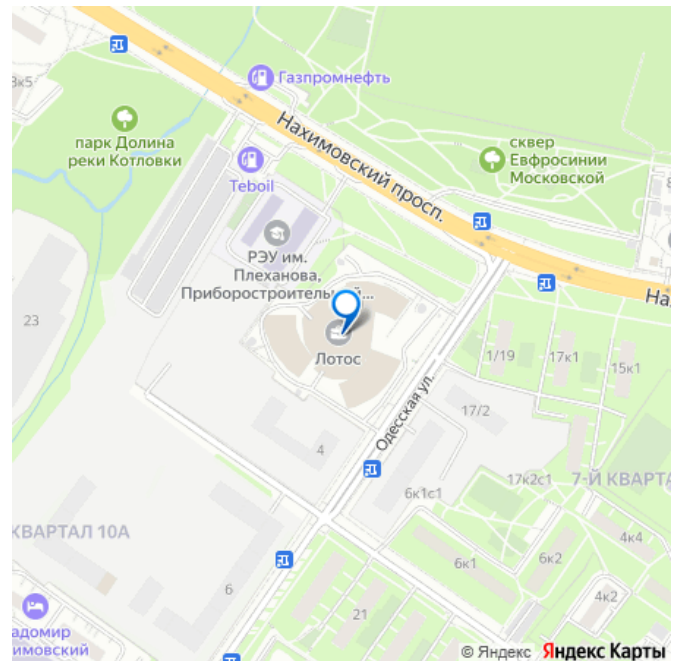 3к5
Газпромнефть
Нахимовский просп.
парк Долина
реки Котловки
Teboil
сквер
Евфросинии
Московской
РЭУ им.
Плеханова,
Приборостроительный...
Лотос
23
На
1/19
17к1
15к1
Одесская ул.
17/2
4
6к1с1
17к2с1
7-Й КВАРТА
КВАРТАЛ 10А
4к4
6к1
6к2
6
4к2
21
адомир
химовский
© Яндекс Яндекс Карты